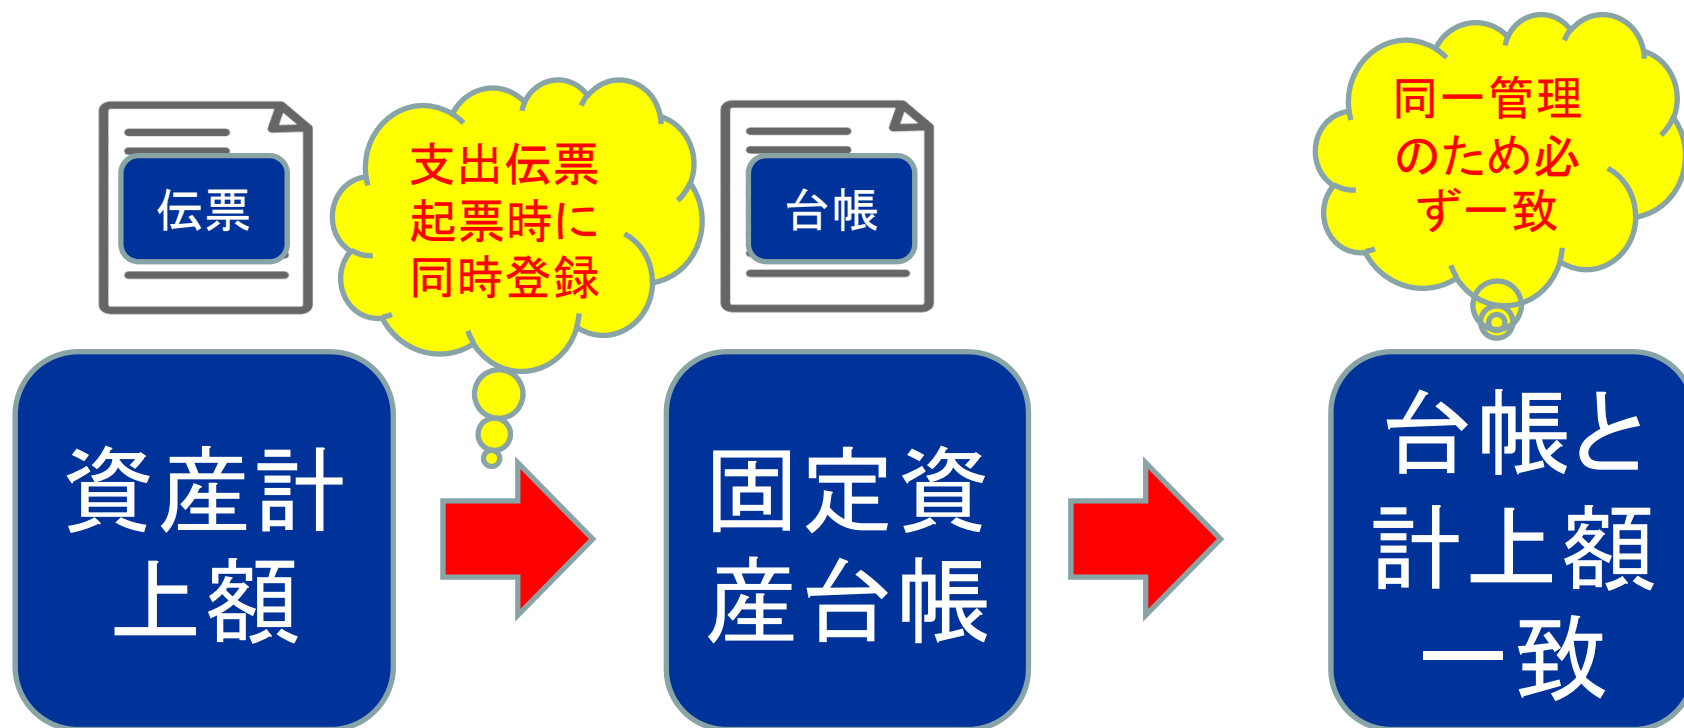 伝票
支出伝票
起票時に
同時登録
台帳
同一管理
のため必
ず一致
資産計
上額
固定資
産台帳
台帳と
計上額
一致